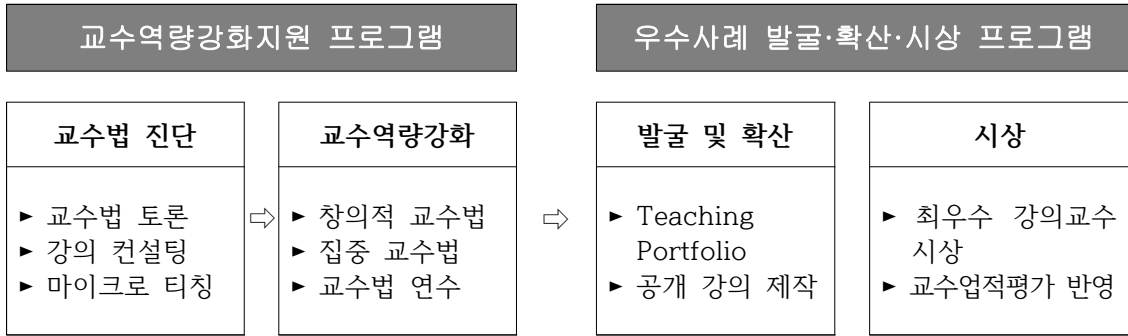 교수역량강화지원 프로그램
우수사례 발굴·확산·시상 프로그램
교수법 진단
► 교수법 토론
► 강의 컨설팅
► 마이크로 티칭
⇨
교수역량강화
► 창의적 교수법
► 집중 교수법
► 교수법 연수
⇨
발굴 및 확산
► Teaching
Portfolio
► 공개 강의 제작
시상
► 최우수 강의교수
시상
► 교수업적평가 반영